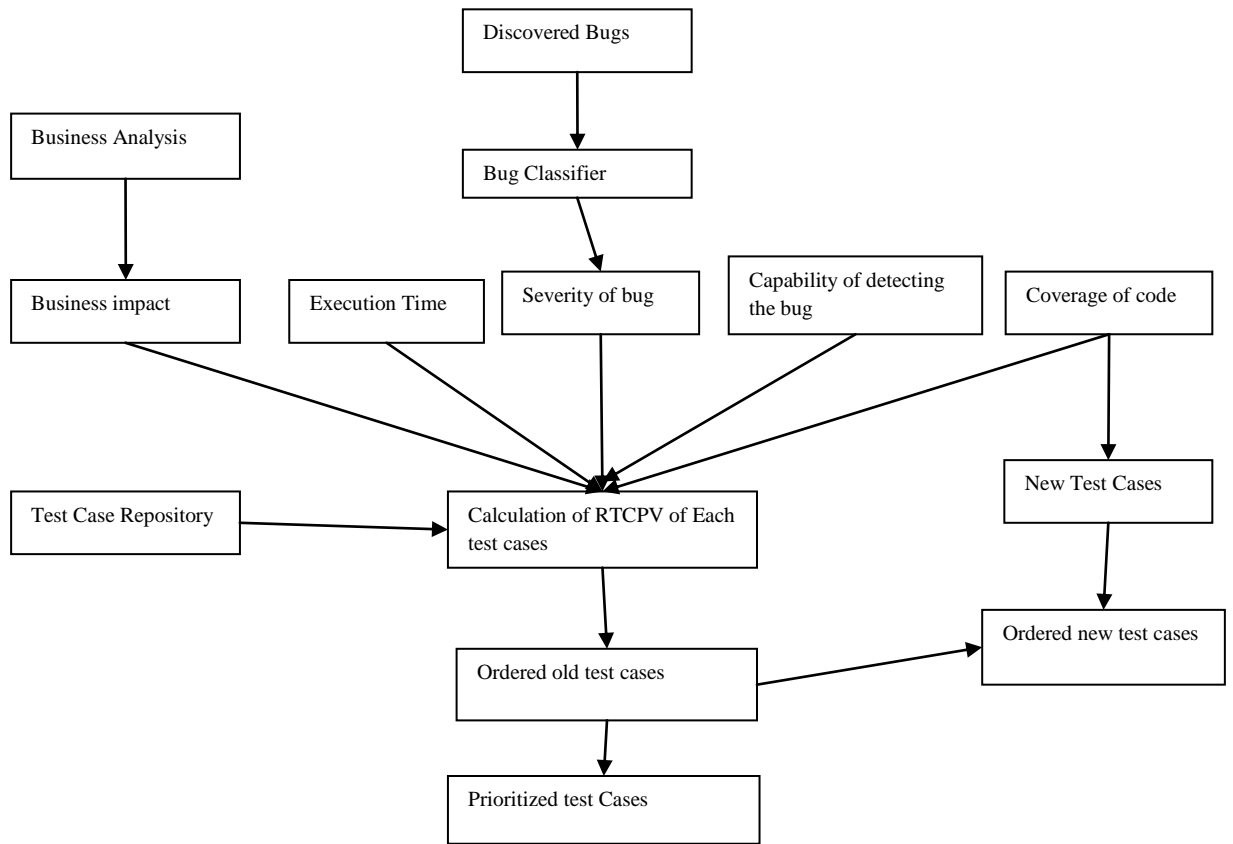 Discovered Bugs
Business Analysis
Bug Classifier
Business impact
Execution Time
Severity of bug
Capability of detecting
the bug
Coverage of code
Test Case Repository
Calculation of RTCPV of Each
test cases
New Test Cases
Ordered old test cases
Ordered new test cases
Prioritized test Cases